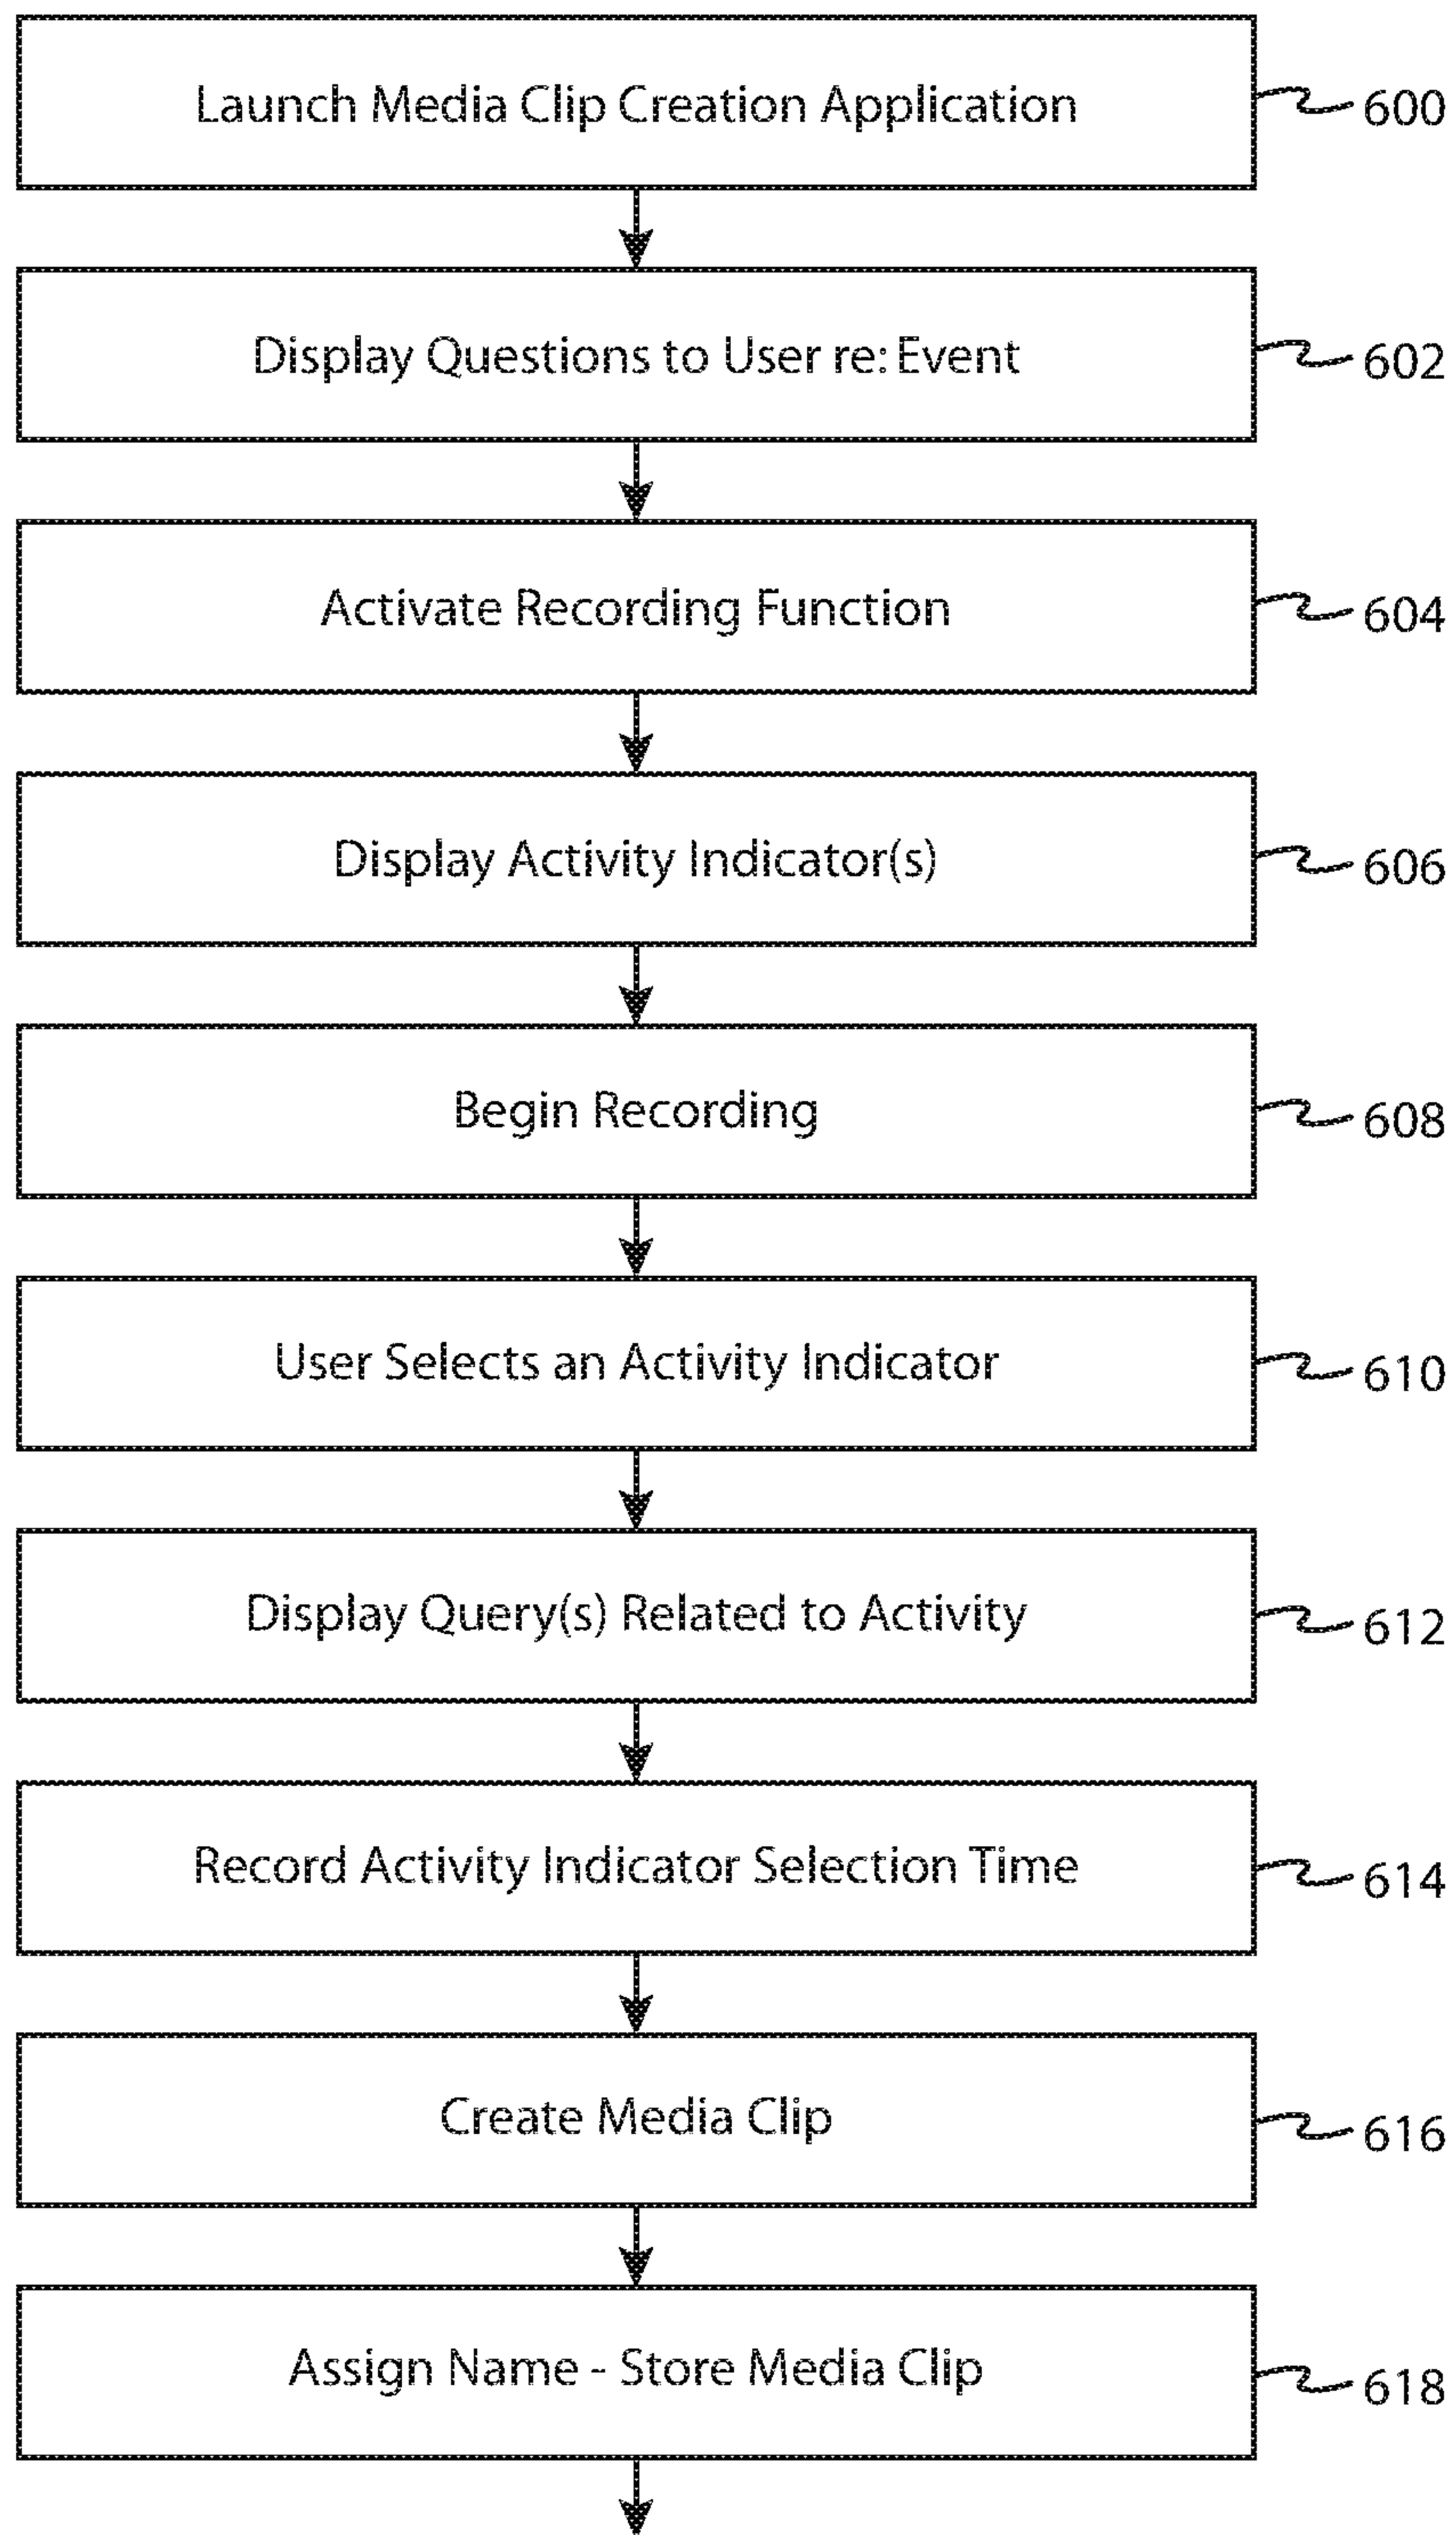 Launch Media Clip Creation Application 600
Display Questions to User re: Event 602
Activate Recording Function 604
Display Activity Indicator(s) 606
Begin Recording 608
User Selects an Activity Indicator 610
Display Query(s) Related to Activity 612
Record Activity Indicator Selection Time 614
Create Media Clip 616
Assign Name - Store Media Clip 618